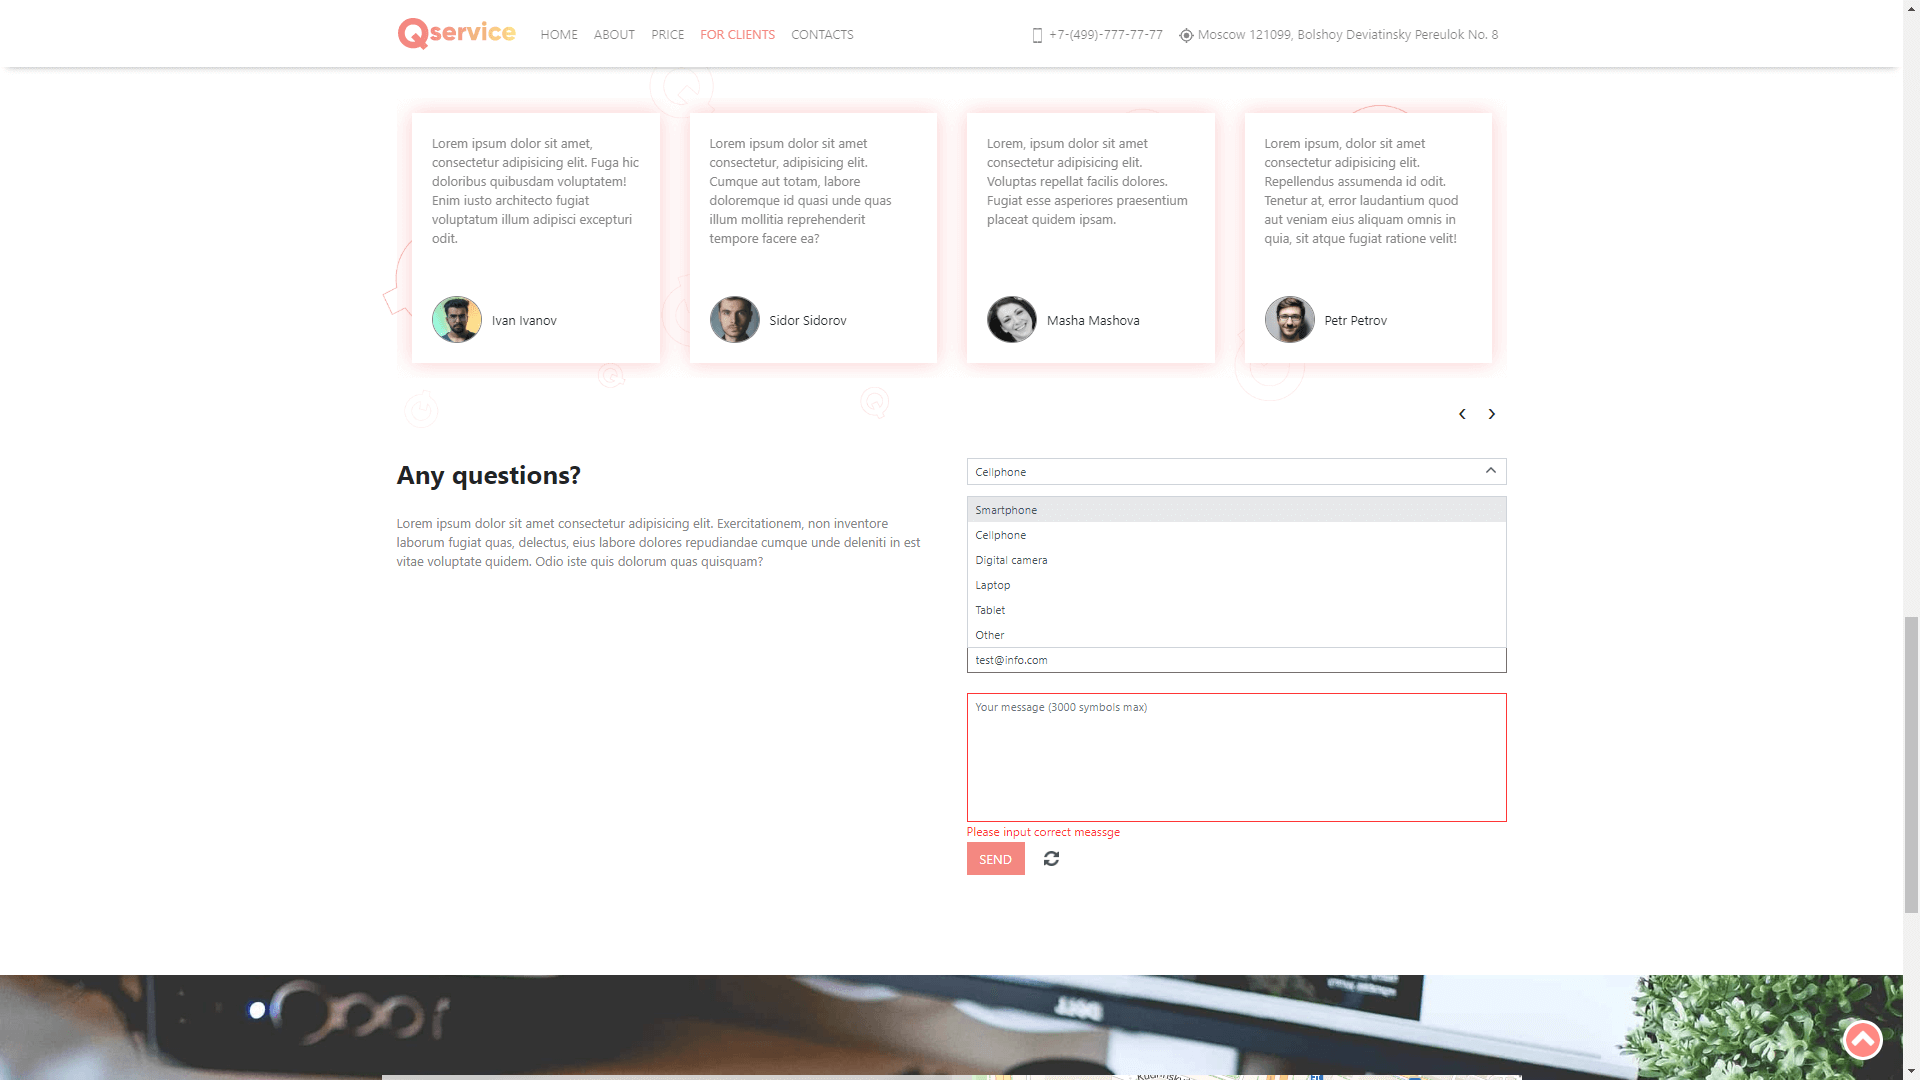 Qservice HOME ABOUT PRICE FOR CLIENTS CONTACTS +7-(499)-777-77-77 Moscow 121099, Bolshoy Deviatinsky Pereulok No. 8
Lorem ipsum dolor sit amet,
consectetur adipisicing elit. Fuga hic
doloribus quibusdam voluptatem!
Enim iusto architecto fugiat
voluptatum illum adipisci excepturi
odit.
Ivan Ivanov
Lorem ipsum dolor sit amet
consectetur, adipisicing elit.
Cumque aut totam, labore
doloremque id quasi unde quas
illum mollitia reprehenderit
tempore facere ea?
Sidor Sidorov
Lorem, ipsum dolor sit amet
consectetur adipisicing elit.
Voluptas repellat facilis dolores.
Fugiat esse asperiores praesentium
placeat quidem ipsam.
Masha Mashova
Lorem ipsum, dolor sit amet
consectetur adipisicing elit.
Repellendus assumenda id odit.
Tenetur at, error laudantium quod
aut veniam eius aliquam omnis in
quia, sit atque fugiat ratione velit!
Petr Petrov
Any questions?
Lorem ipsum dolor sit amet consectetur adipisicing elit. Exercitationem, non inventore
laborum fugiat quas, delectus, eius labore dolores repudiandae cumque unde deleniti in est
vitae voluptate quidem. Odio iste quis dolorum quas quisquam?
Cellphone
Smartphone
Cellphone
Digital camera
Laptop
Tablet
Other
test@info.com
Your message (3000 symbols max)
Please input correct meassge
SEND
DELL